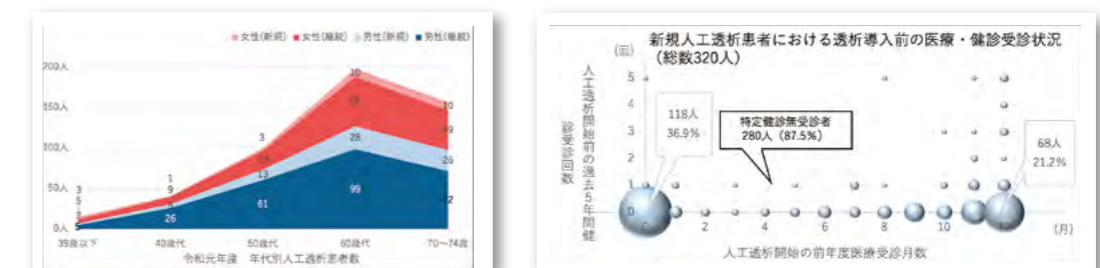 女性(新規) 女性(継続) 男性(新規) 男性(継続)
200人
150人
100人
50人
0人
3
5
1
9
26
3
13
61
10
28
99
10
26
39歳以下 40歳代 50歳代 60歳代 70～74歳
令和元年度 年代別人工透析患者数
新規人工透析患者における透析導入前の医療・健診受診状況
（総数320人）
(回)
人工透析開始前の過去5年間健
診受診回数
5
4
3
2
1
0
118人
36.9%
特定健診無受診者
280人（87.5%）
68人
21.2%
0 2 4 6 8 10 12 (月)
人工透析開始の前年度医療受診月数